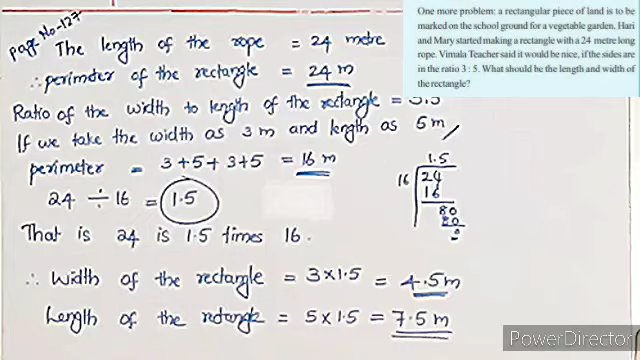 One more problem: a rectangular piece of land is to be
marked on the school ground for a vegetable garden. Hari
and Mary started making a rectangle with a 24 metre long
rope. Vimala Teacher said it would be nice, if the sides are
in the ratio 3 : 5. What should be the length and width of
the rectangle?
page No-127
The length of the rope = 24 metre
∴ perimeter of the rectangle = 24 m
Ratio of the width to length of the rectangle = 3:5
If we take the width as 3 m and length as 5 m
perimeter = 3+5+3+5 = 16 m
24 ÷ 16 = 1.5
1.5
16 24
16
80
80
0
That is 24 is 1.5 times 16.
∴ Width of the rectangle = 3×1.5 = 4.5 m
Length of the rectangle = 5×1.5 = 7.5 m
PowerDirector